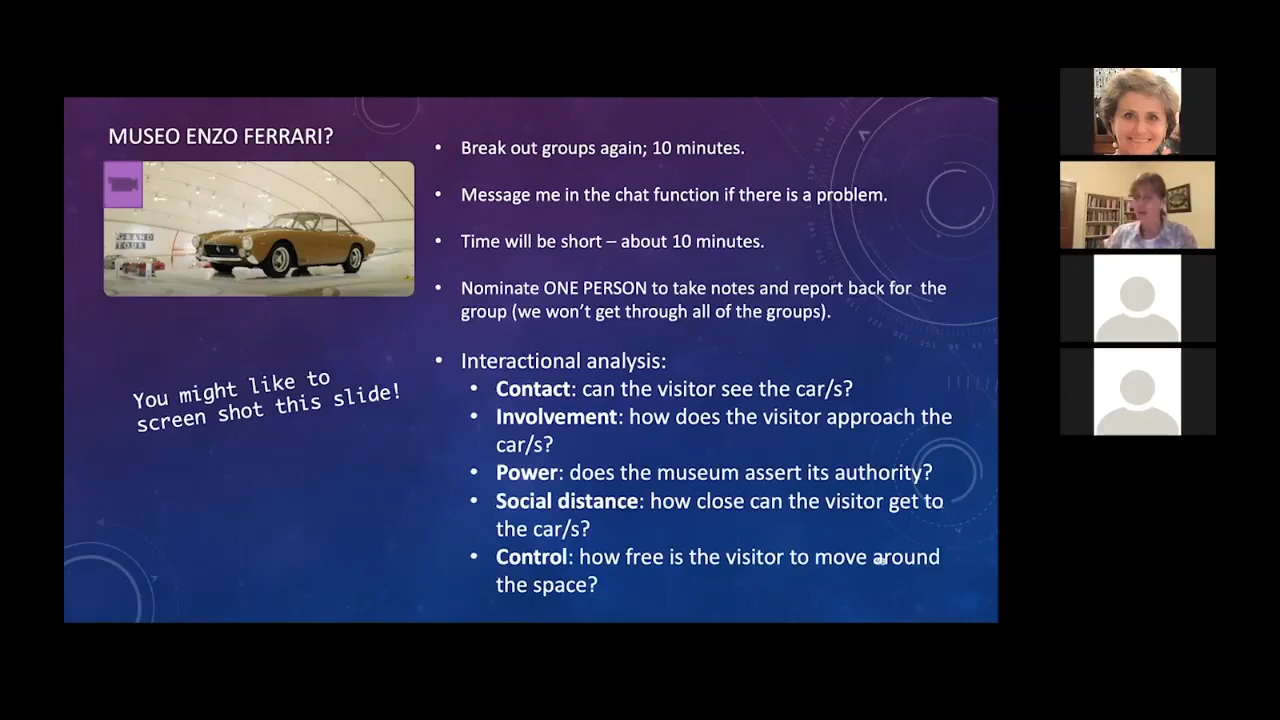 MUSEO ENZO FERRARI?
GRAND
TOUR
You might like to
screen shot this slide!
• Break out groups again; 10 minutes.
• Message me in the chat function if there is a problem.
• Time will be short – about 10 minutes.
• Nominate ONE PERSON to take notes and report back for the
group (we won't get through all of the groups).
• Interactional analysis:
• Contact: can the visitor see the car/s?
• Involvement: how does the visitor approach the
car/s?
• Power: does the museum assert its authority?
• Social distance: how close can the visitor get to
the car/s?
• Control: how free is the visitor to move around
the space?